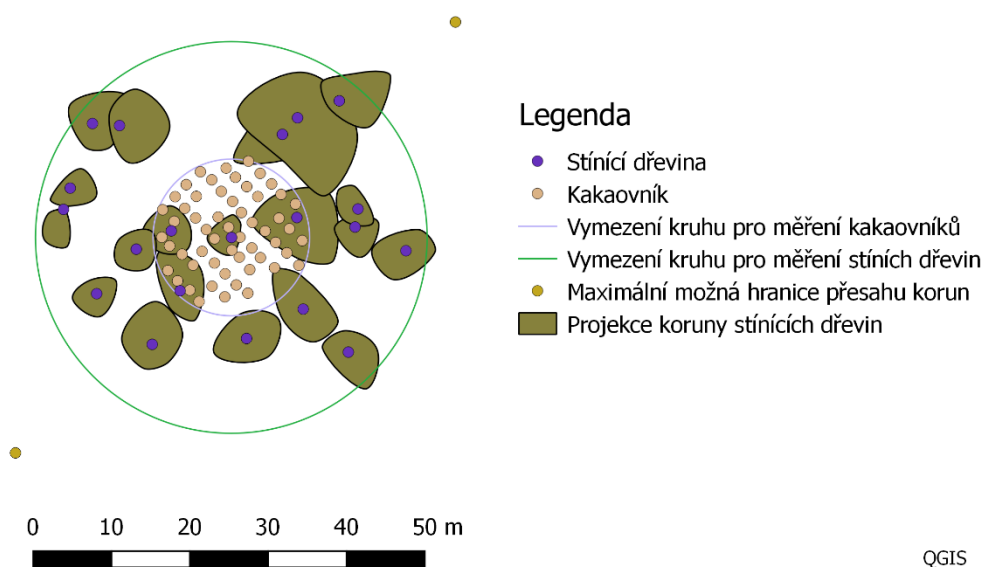 Legenda
Stínící dřevina
Kakaovník
Vymezení kruhu pro měření kakaovníků
Vymezení kruhu pro měření stíních dřevin
Maximální možná hranice přesahu korun
Projekce koruny stínících dřevin
0 10 20 30 40 50 m
QGIS